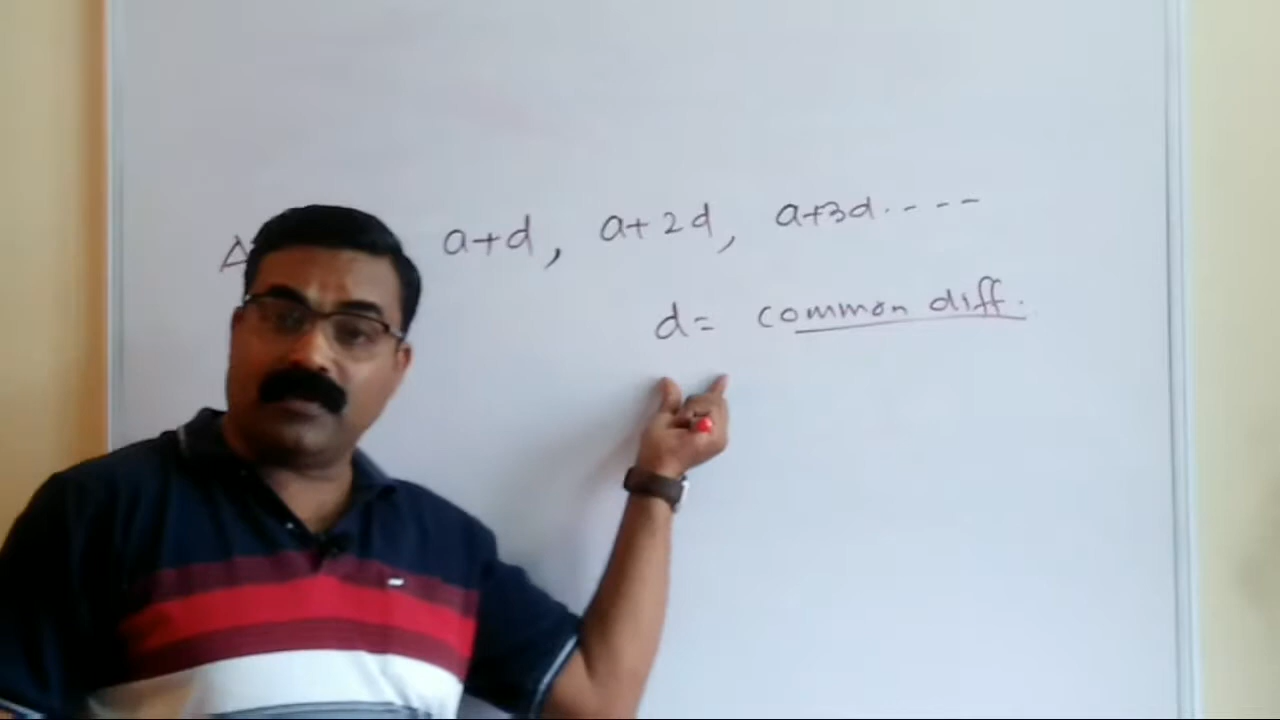 A a+d, a+2d, a+3d.----
d= common diff.